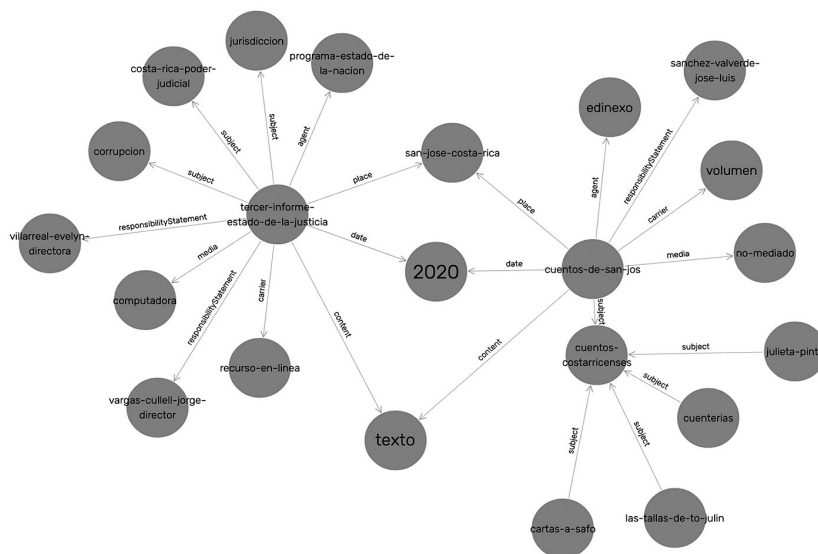 jurisdiccion
programa-estado-de-
la-nacion
costa-rica-poder-
judicial
sanchez-valverde-
jose-luis
edinexo
subject
subject
agent
corrupcion
subject
san-jose-costa-rica
responsibilityStatement
agent
volumen
place
carrier
tercer-informe-
estado-de-la-justicia
place
responsibilityStatement
villarreal-evelyn-
directora
media
date
no-mediado
2020
date
cuentos-de-san-jos
media
computadora
responsibilityStatement
carrier
content
subject
content
cuentos-
costarricenses
subject
julieta-pint
recurso-en-linea
subject
vargas-cullell-jorge-
director
cuenterias
texto
subject
subject
cartas-a-safo
las-tallas-de-to-julin